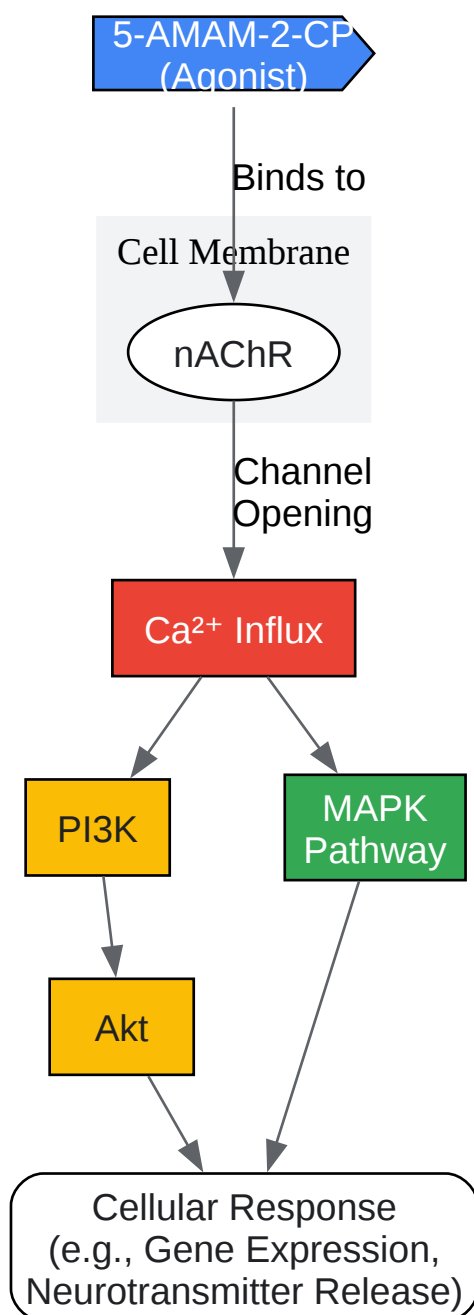 5-AMAM-2-CP
(Agonist)
Binds to
Cell Membrane
nAChR
Channel
Opening
Ca²⁺ Influx
PI3K
MAPK
Pathway
Akt
Cellular Response
(e.g., Gene Expression,
Neurotransmitter Release)